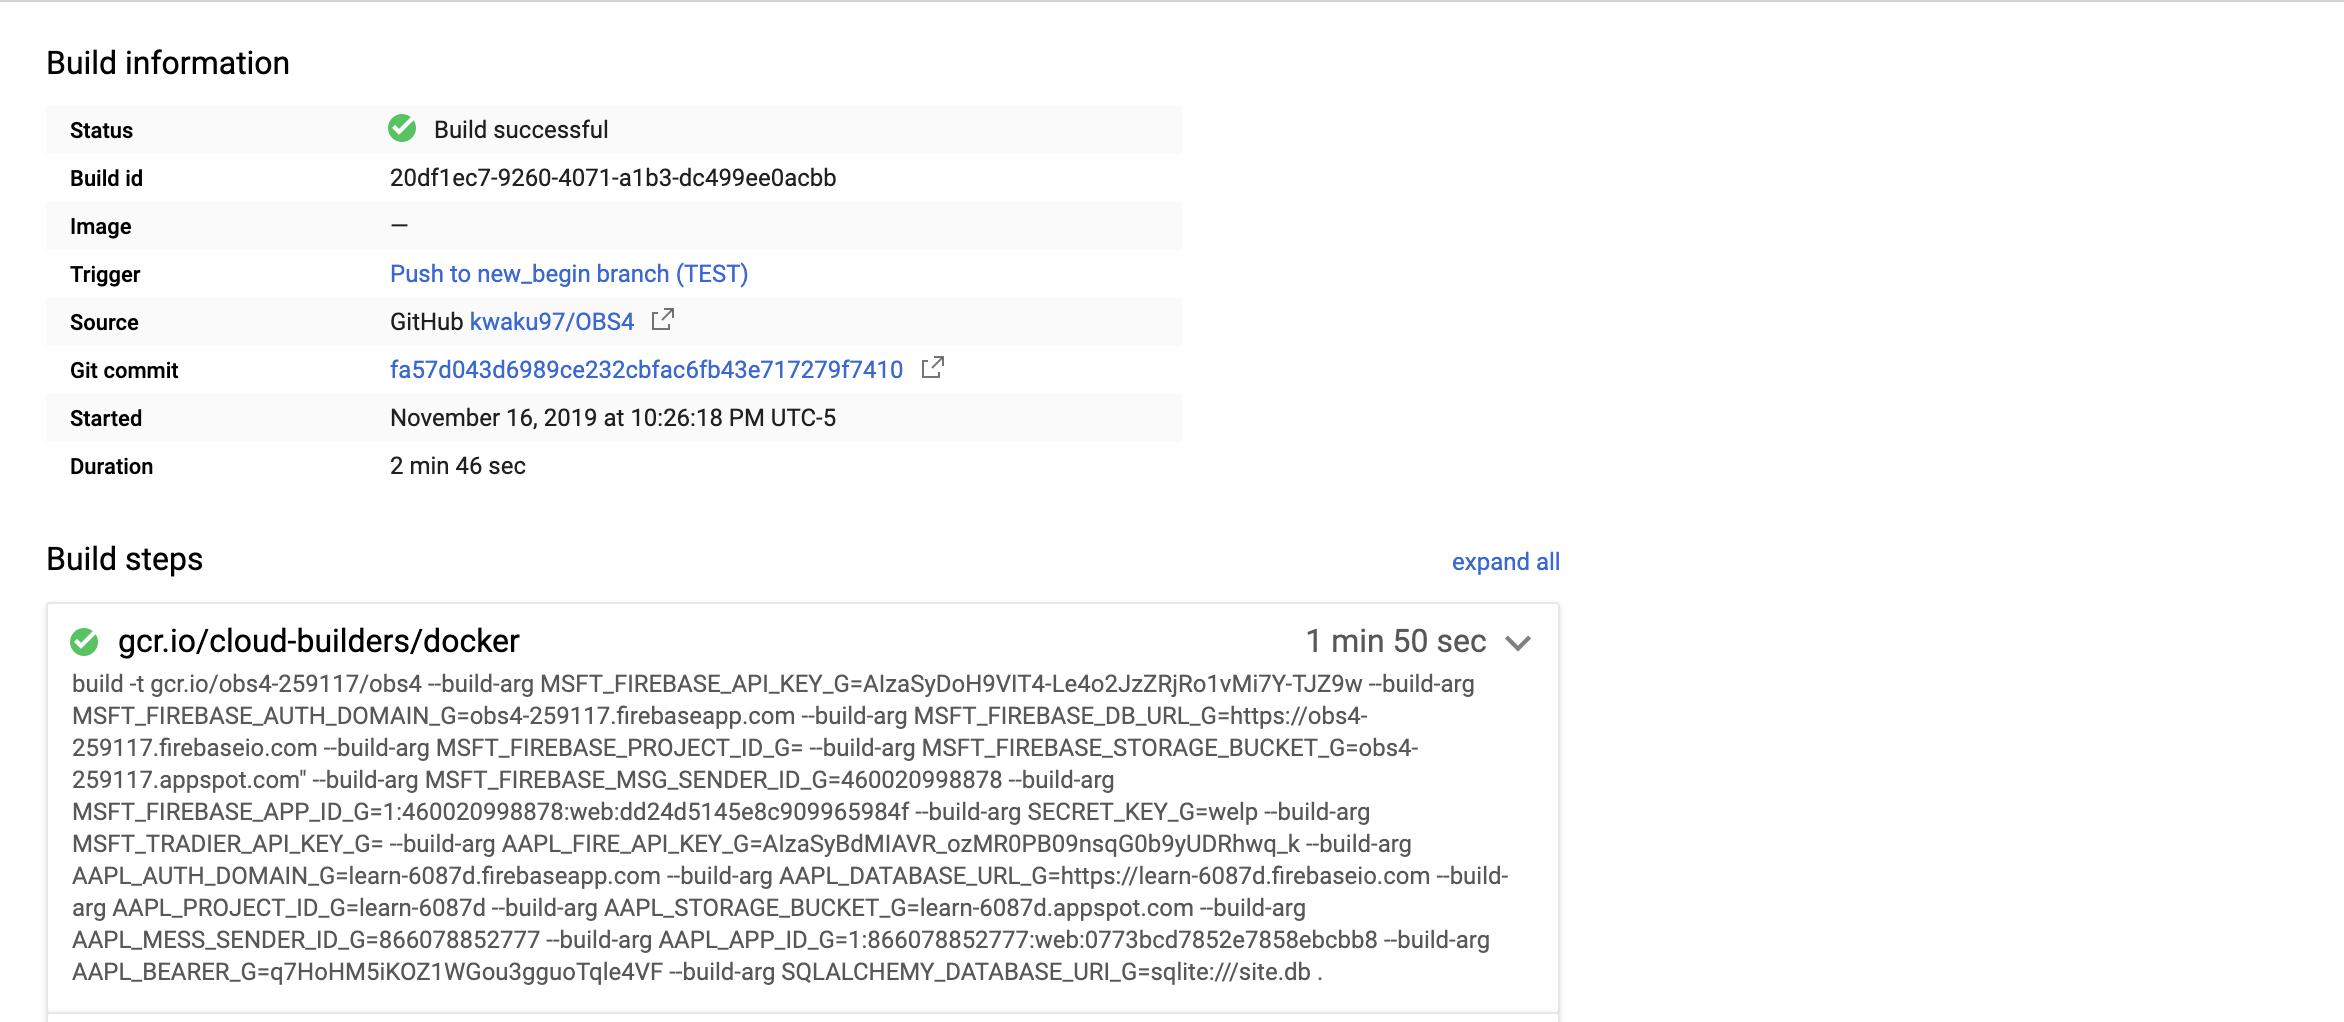 Build information
Status Build successful
Build id 20df1ec7-9260-4071-a1b3-dc499ee0acbb
Image —
Trigger Push to new_begin branch (TEST)
Source GitHub kwaku97/OBS4
Git commit fa57d043d6989ce232cbfac6fb43e717279f7410
Started November 16, 2019 at 10:26:18 PM UTC-5
Duration 2 min 46 sec
Build steps expand all
gcr.io/cloud-builders/docker 1 min 50 sec
build -t gcr.io/obs4-259117/obs4 --build-arg MSFT_FIREBASE_API_KEY_G=AIzaSyDoH9VIT4-Le4o2JzZRjRo1vMi7Y-TJZ9w --build-arg
MSFT_FIREBASE_AUTH_DOMAIN_G=obs4-259117.firebaseapp.com --build-arg MSFT_FIREBASE_DB_URL_G=https://obs4-
259117.firebaseio.com --build-arg MSFT_FIREBASE_PROJECT_ID_G= --build-arg MSFT_FIREBASE_STORAGE_BUCKET_G=obs4-
259117.appspot.com" --build-arg MSFT_FIREBASE_MSG_SENDER_ID_G=460020998878 --build-arg
MSFT_FIREBASE_APP_ID_G=1:460020998878:web:dd24d5145e8c909965984f --build-arg SECRET_KEY_G=welp --build-arg
MSFT_TRADIER_API_KEY_G= --build-arg AAPL_FIRE_API_KEY_G=AIzaSyBdMIAVR_ozMR0PB09nsqG0b9yUDRhwq_k --build-arg
AAPL_AUTH_DOMAIN_G=learn-6087d.firebaseapp.com --build-arg AAPL_DATABASE_URL_G=https://learn-6087d.firebaseio.com --build-
arg AAPL_PROJECT_ID_G=learn-6087d --build-arg AAPL_STORAGE_BUCKET_G=learn-6087d.appspot.com --build-arg
AAPL_MESS_SENDER_ID_G=866078852777 --build-arg AAPL_APP_ID_G=1:866078852777:web:0773bcd7852e7858ebcbb8 --build-arg
AAPL_BEARER_G=q7HoHM5iKOZ1WGou3gguoTqle4VF --build-arg SQLALCHEMY_DATABASE_URI_G=sqlite:///site.db .